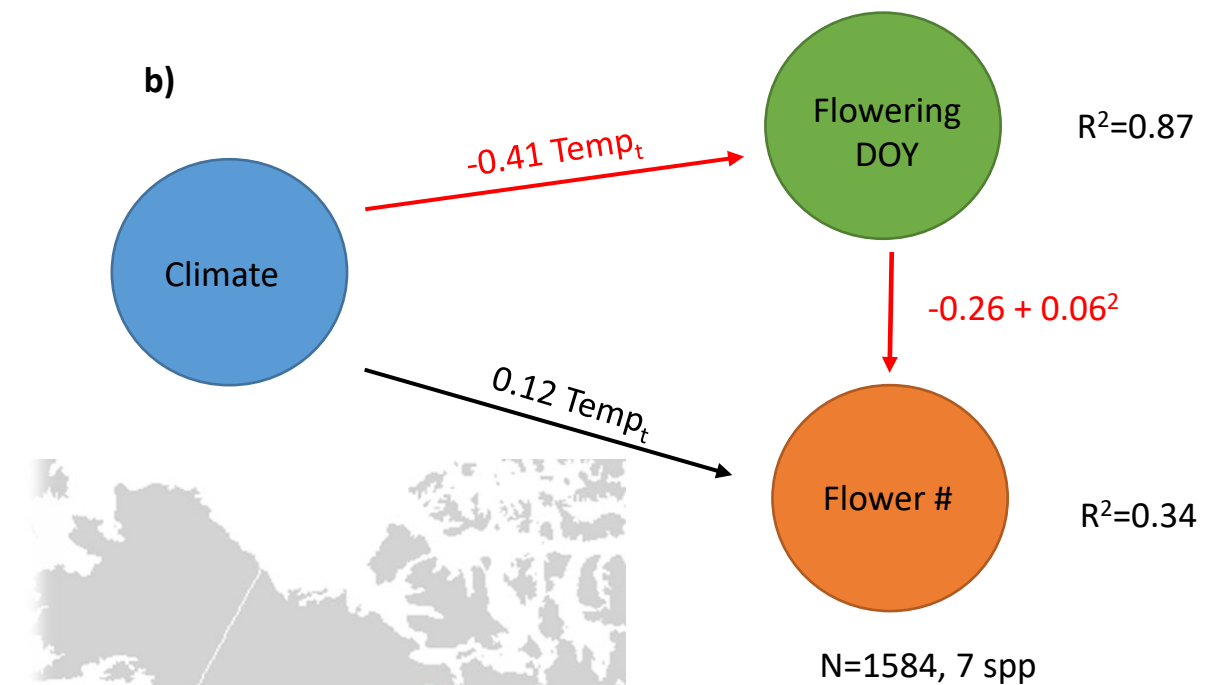 b)
Flowering
DOY
R²=0.87
-0.41 Tempₜ
Climate
-0.26 + 0.06²
0.12 Tempₜ
Flower #
R²=0.34
N=1584, 7 spp